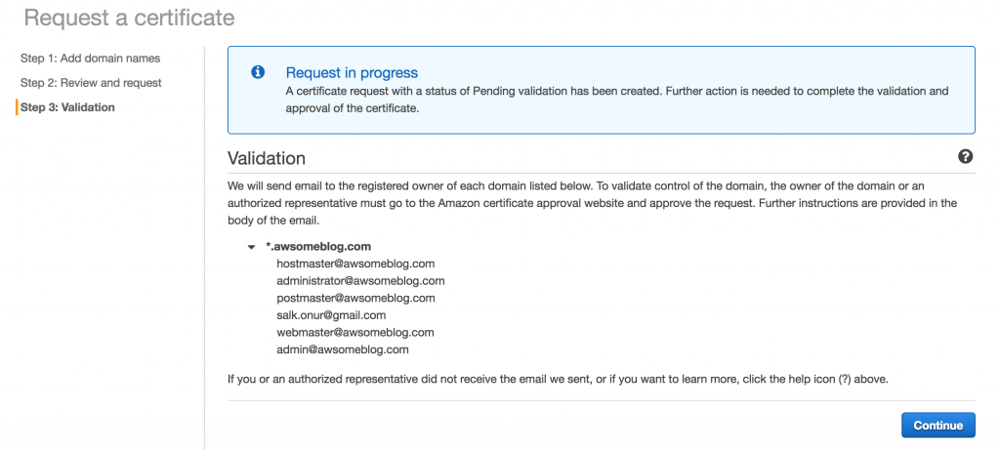 Request a certificate
Step 1: Add domain names
Step 2: Review and request
Step 3: Validation
Request in progress
A certificate request with a status of Pending validation has been created. Further action is needed to complete the validation and
approval of the certificate.
Validation
We will send email to the registered owner of each domain listed below. To validate control of the domain, the owner of the domain or an
authorized representative must go to the Amazon certificate approval website and approve the request. Further instructions are provided in the
body of the email.
*.awsomeblog.com
hostmaster@awsomeblog.com
administrator@awsomeblog.com
postmaster@awsomeblog.com
salk.onur@gmail.com
webmaster@awsomeblog.com
admin@awsomeblog.com
If you or an authorized representative did not receive the email we sent, or if you want to learn more, click the help icon (?) above.
Continue